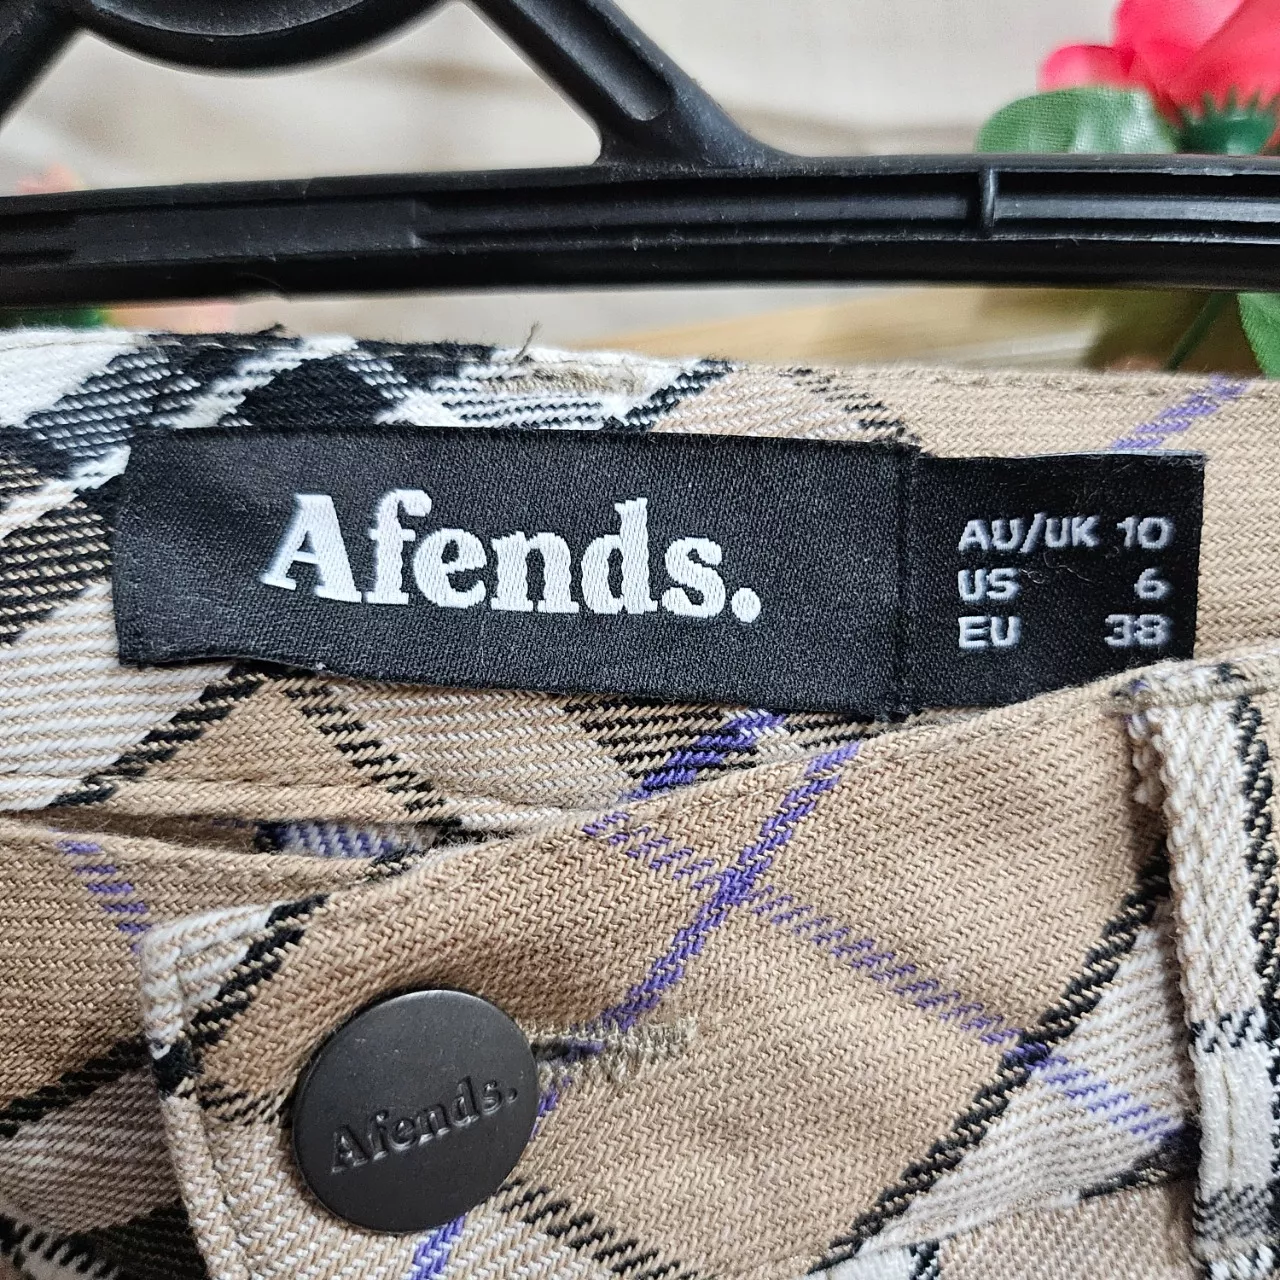 Afends.
AU/UK 10
US 6
EU 38
Afends.